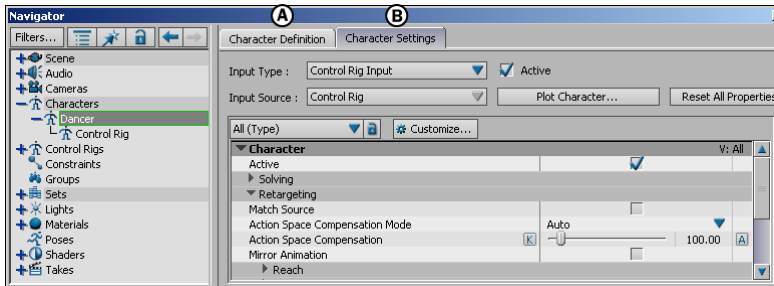 Navigator
A
B
Filters...
Scene
Audio
Cameras
Characters
Dancer
Control Rig
Control Rigs
Constraints
Groups
Sets
Lights
Materials
Poses
Shaders
Takes
Character Definition
Character Settings
Input Type :
Control Rig Input
Active
Input Source :
Control Rig
Plot Character...
Reset All Properties
All (Type)
Customize...
Character
V: All
Active
Solving
Retargeting
Match Source
Action Space Compensation Mode
Auto
Action Space Compensation
K
100.00
A
Mirror Animation
Reach